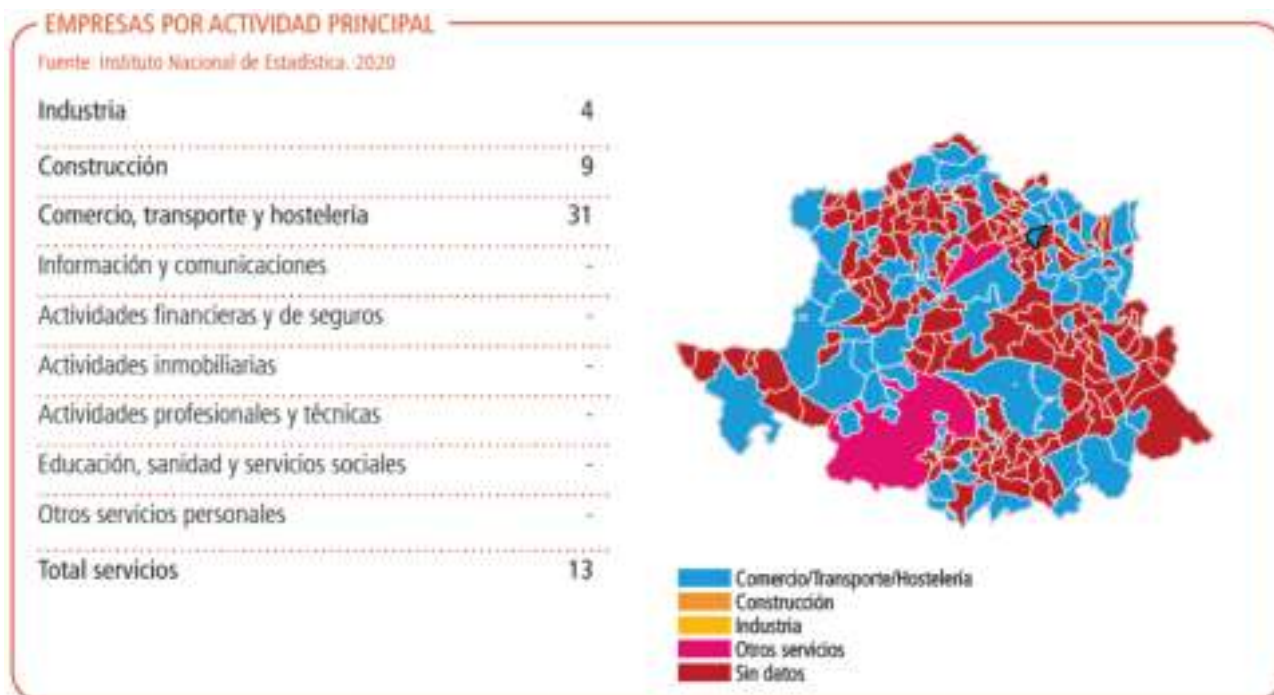 EMPRESAS POR ACTIVIDAD PRINCIPAL
Fuente: Instituto Nacional de Estadística. 2020
Industria 4
Construcción 9
Comercio, transporte y hostelería 31
Información y comunicaciones -
Actividades financieras y de seguros -
Actividades inmobiliarias -
Actividades profesionales y técnicas -
Educación, sanidad y servicios sociales -
Otros servicios personales -
Total servicios 13
Comercio/Transporte/Hostelería
Construcción
Industria
Otros servicios
Sin datos